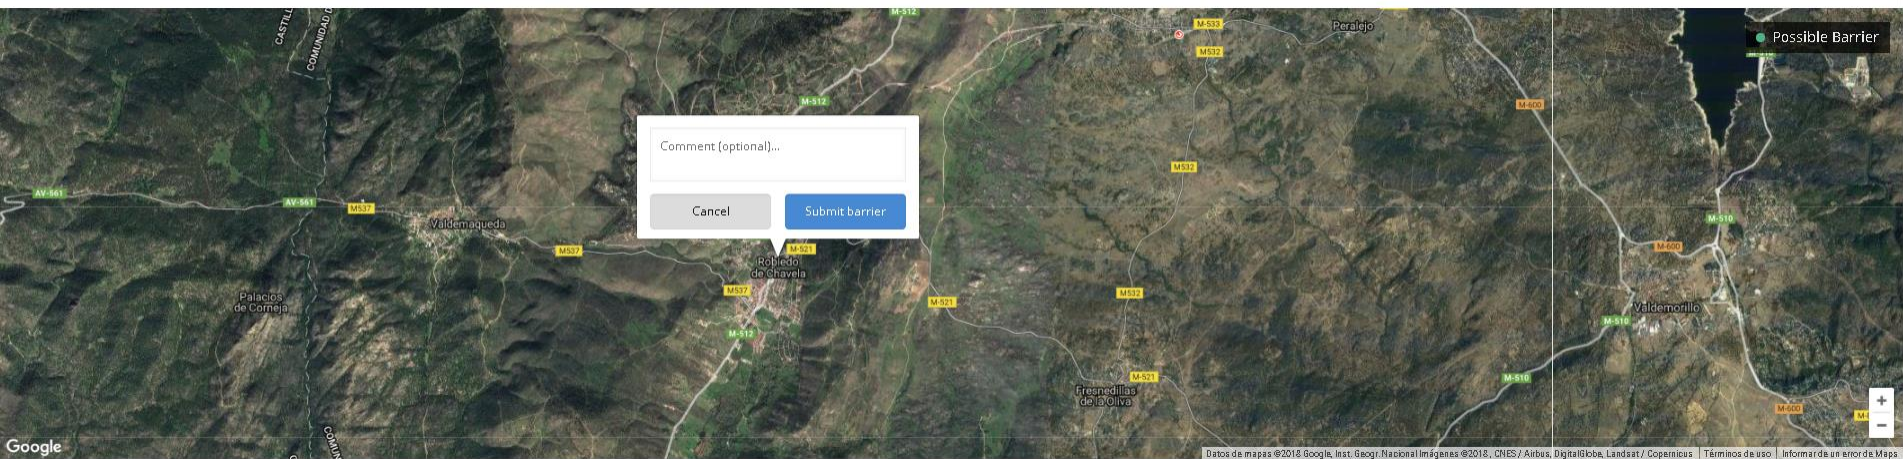 M-512
M-533
Peralejo
CASTILL
COMUNIDAD D
Possible Barrier
M532
M-512
M-600
Comment (optional)...
M532
AV-561
AV-561
M537
Cancel
Submit barrier
M-510
Valdemaqueda
M537
M-521
M-600
Robledo
de Chavela
M537
M532
Palacios
de Corneja
M-521
Valdemorillo
M-512
M-510
M-521
M-510
Fresnedillas
de la Oliva
M-600
+
−
COMUN
Google
Datos de mapas ©2018 Google, Inst. Geogr. Nacional Imágenes ©2018, CNES / Airbus, DigitalGlobe, Landsat / Copernicus
Términos de uso
Informar de un error de Maps